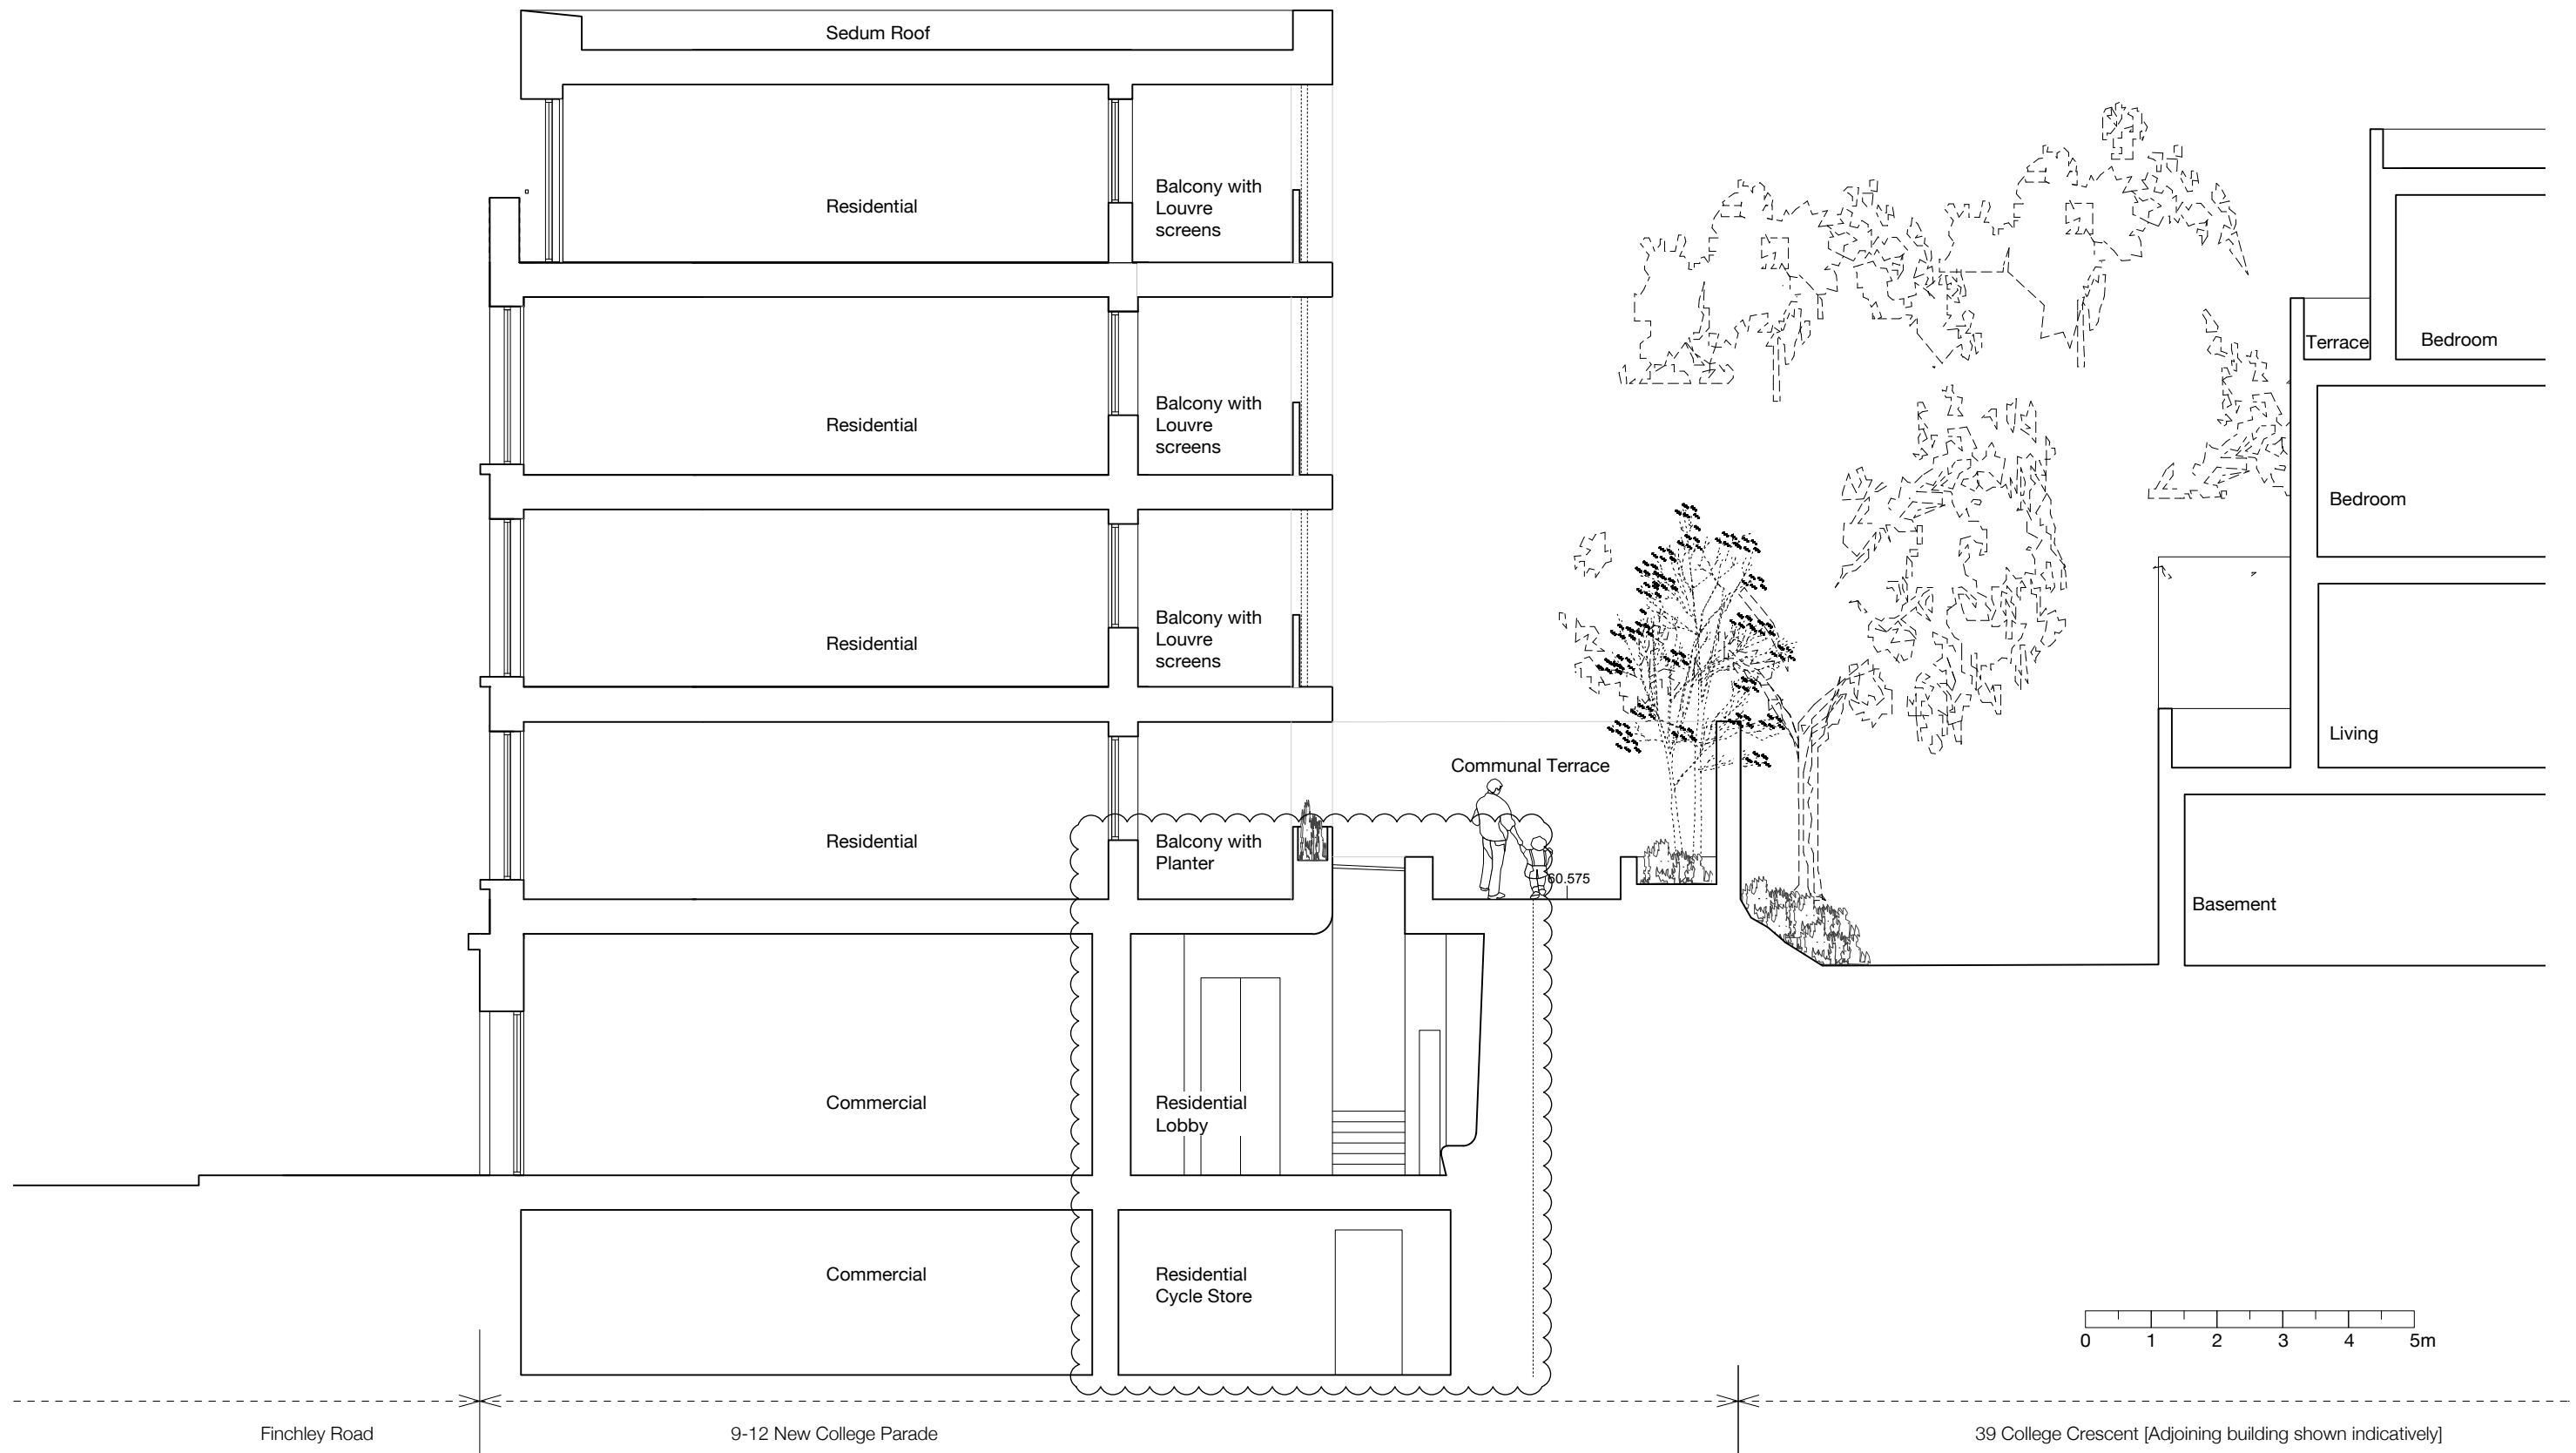 Sedum Roof
Residential
Balcony with
Louvre
screens
Terrace
Bedroom
Residential
Balcony with
Louvre
screens
Bedroom
Residential
Balcony with
Louvre
screens
Living
Communal Terrace
Residential
Balcony with
Planter
60.575
Basement
Commercial
Residential
Lobby
Commercial
Residential
Cycle Store
0 1 2 3 4 5m
Finchley Road
9-12 New College Parade
39 College Crescent [Adjoining building shown indicatively]